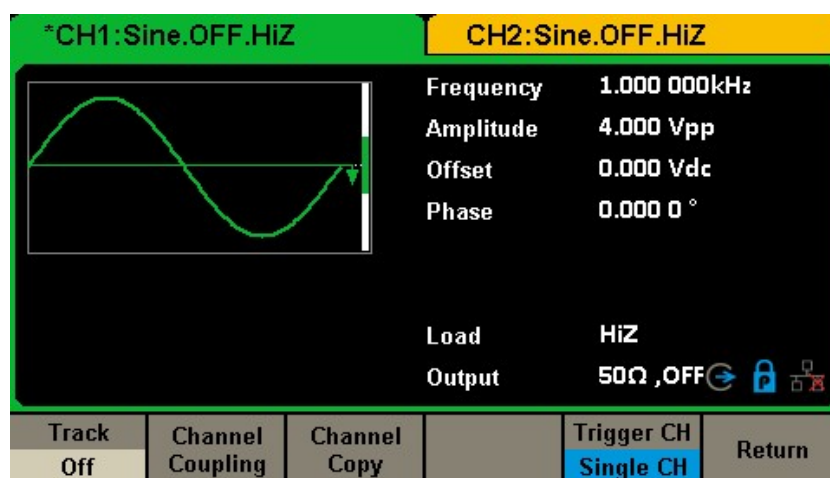 *CH1:Sine.OFF.HiZ
CH2:Sine.OFF.HiZ
Frequency 1.000 000kHz
Amplitude 4.000 Vpp
Offset 0.000 Vdc
Phase 0.000 0 °
Load HiZ
Output 50Ω ,OFF
P
Track
Off
Channel
Coupling
Channel
Copy
Trigger CH
Single CH
Return